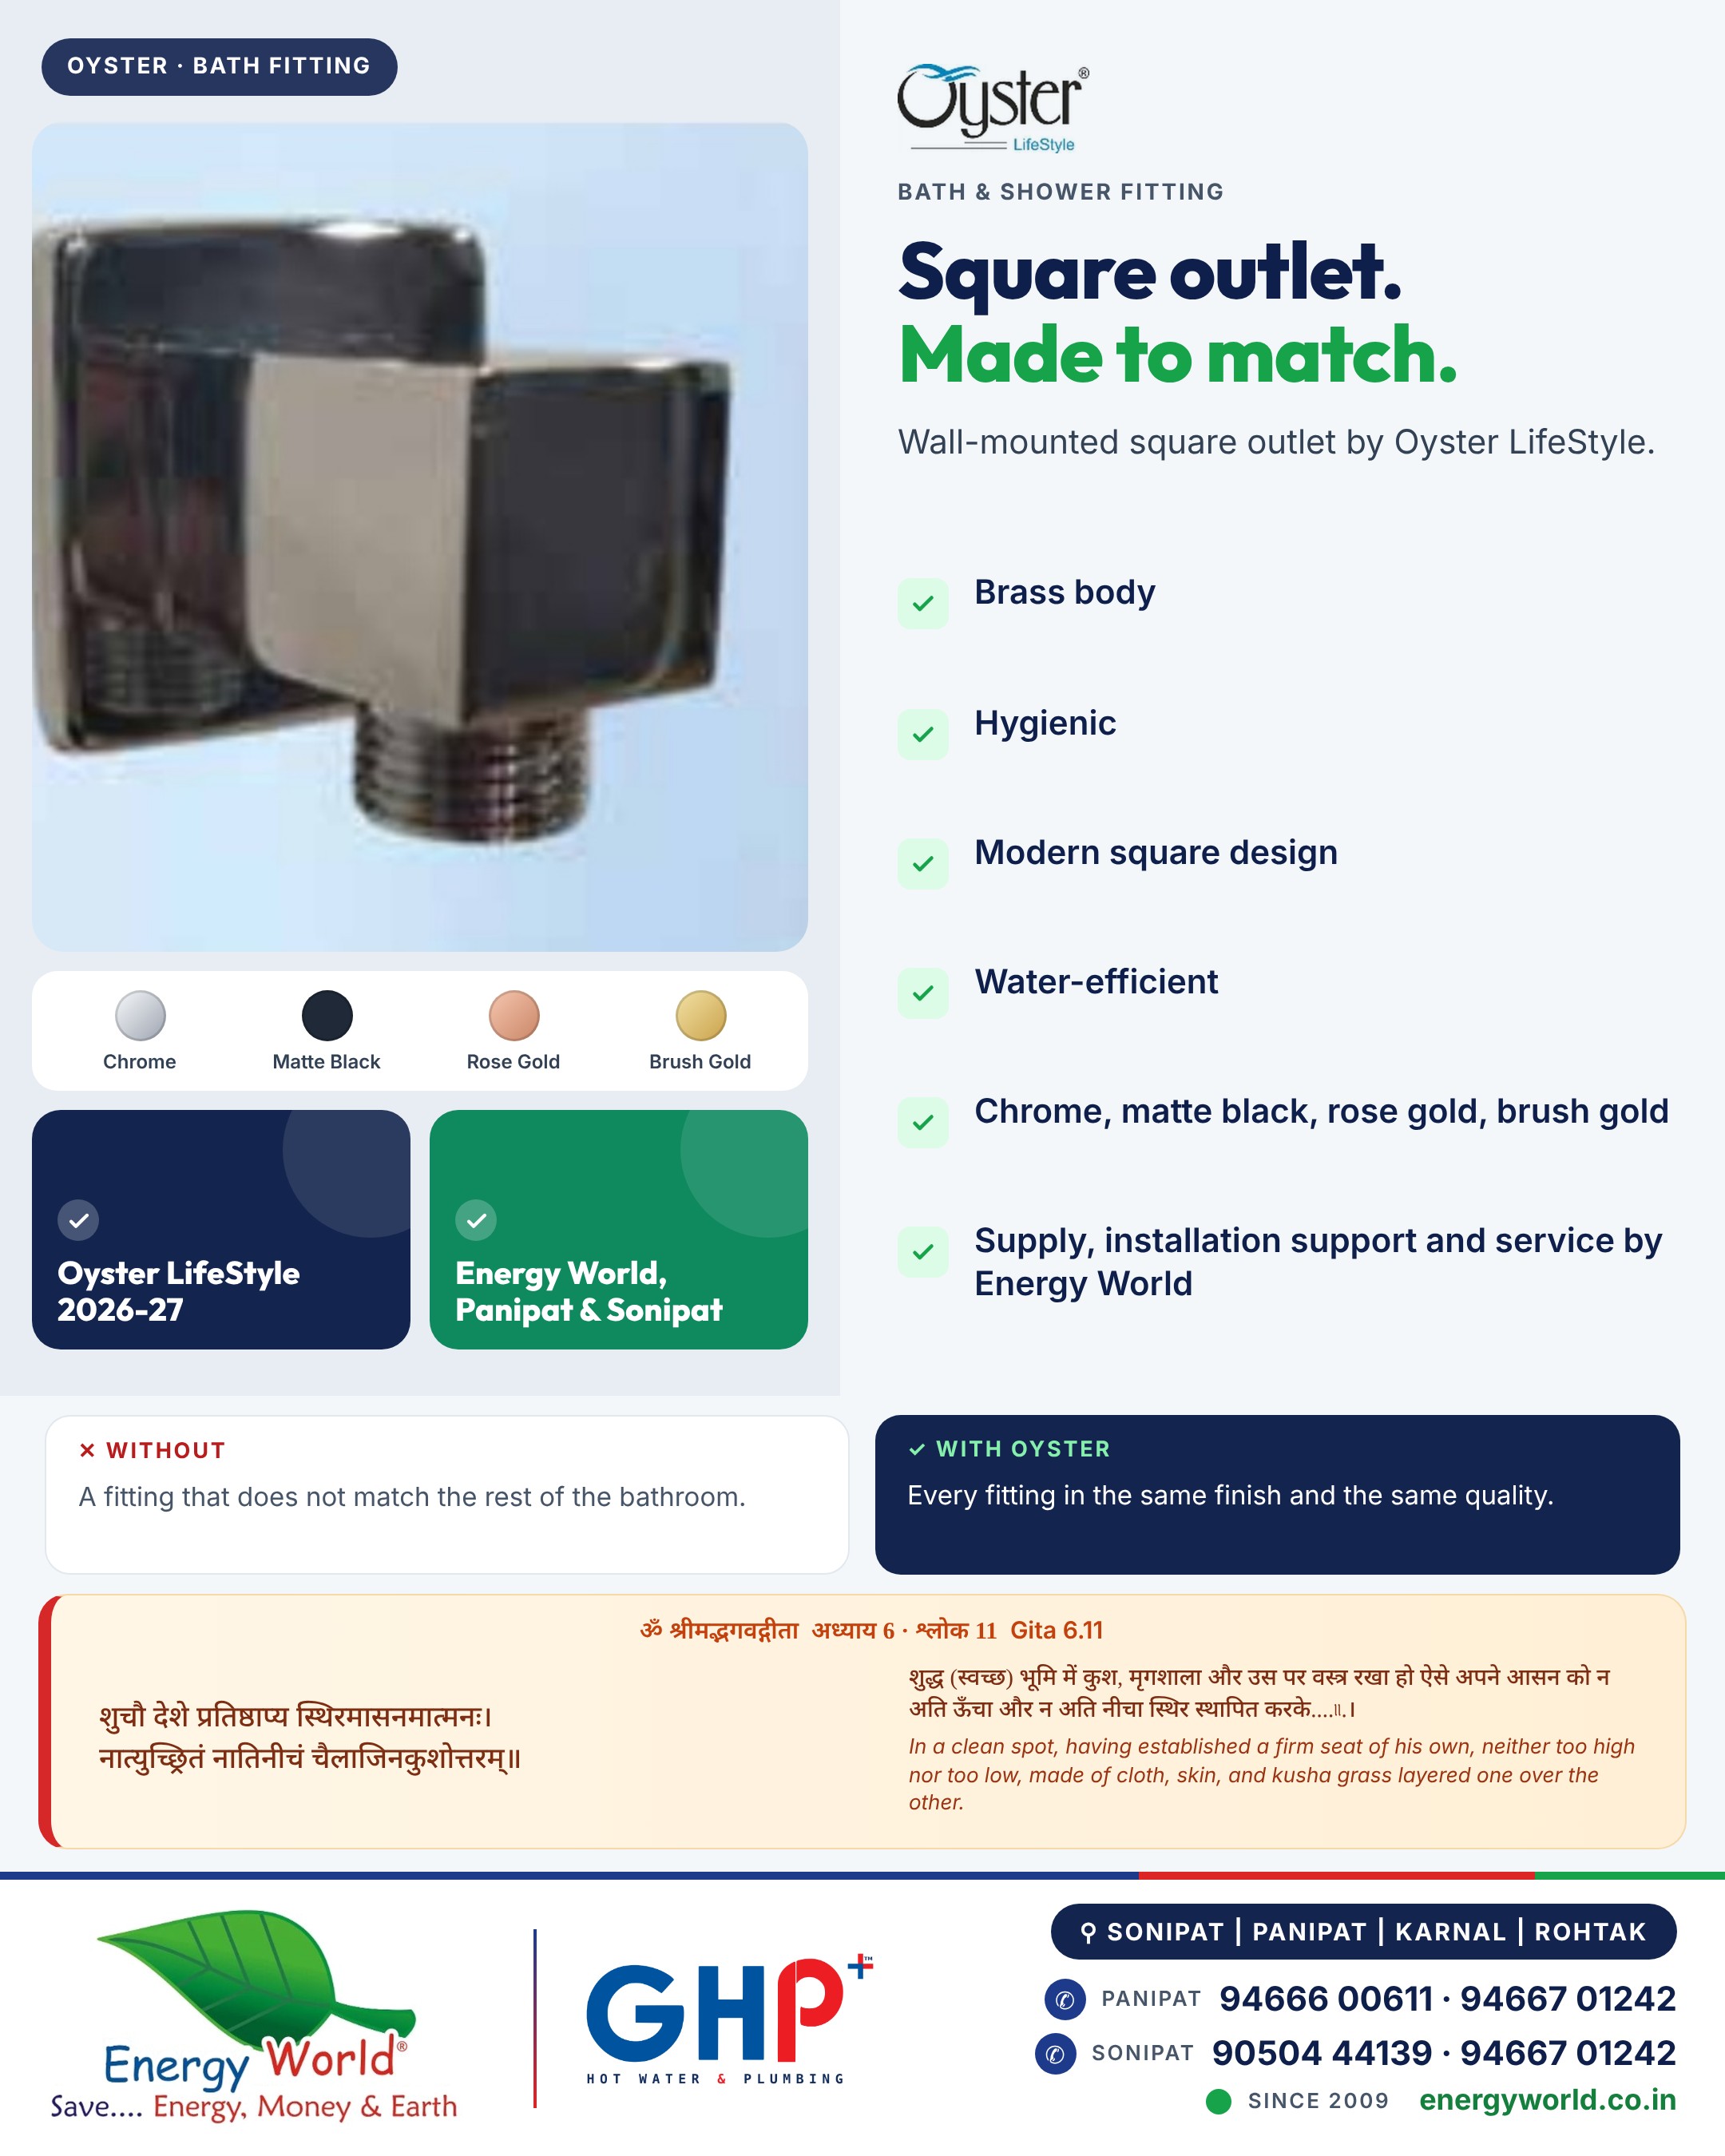 OYSTER · BATH FITTING
Oyster®
LifeStyle
BATH & SHOWER FITTING
Square outlet.
Made to match.
Wall-mounted square outlet by Oyster LifeStyle.
Brass body
Hygienic
Modern square design
Water-efficient
Chrome, matte black, rose gold, brush gold
Supply, installation support and service by
Energy World
Chrome
Matte Black
Rose Gold
Brush Gold
Oyster LifeStyle
2026-27
Energy World,
Panipat & Sonipat
✕ WITHOUT
A fitting that does not match the rest of the bathroom.
✓ WITH OYSTER
Every fitting in the same finish and the same quality.
ॐ श्रीमद्भगवद्गीता अध्याय 6 · श्लोक 11 Gita 6.11
शुचौ देशे प्रतिष्ठाप्य स्थिरमासनमात्मनः।
नात्युच्छ्रितं नातिनीचं चैलाजिनकुशोत्तरम्॥
शुद्ध (स्वच्छ) भूमि में कुश, मृगशाला और उस पर वस्त्र रखा हो ऐसे अपने आसन को न
अति ऊँचा और न अति नीचा स्थिर स्थापित करके....॥.।
In a clean spot, having established a firm seat of his own, neither too high
nor too low, made of cloth, skin, and kusha grass layered one over the
other.
Energy World®
Save.... Energy, Money & Earth
GHP+™
HOT WATER & PLUMBING
SONIPAT | PANIPAT | KARNAL | ROHTAK
PANIPAT 94666 00611 · 94667 01242
SONIPAT 90504 44139 · 94667 01242
SINCE 2009 energyworld.co.in